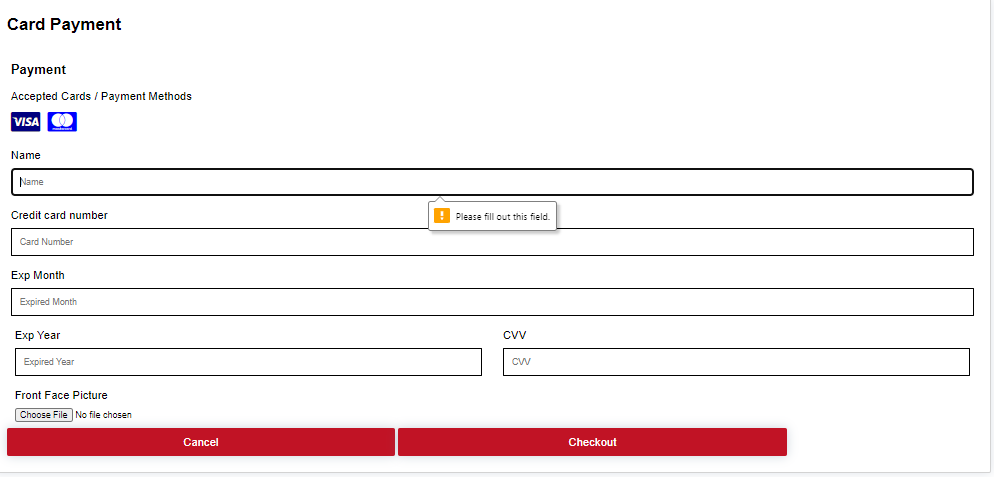 Card Payment
Payment
Accepted Cards / Payment Methods
VISA
Name
Name
Please fill out this field.
Credit card number
Card Number
Exp Month
Expired Month
Exp Year CVV
Expired Year CVV
Front Face Picture
Choose File No file chosen
Cancel Checkout